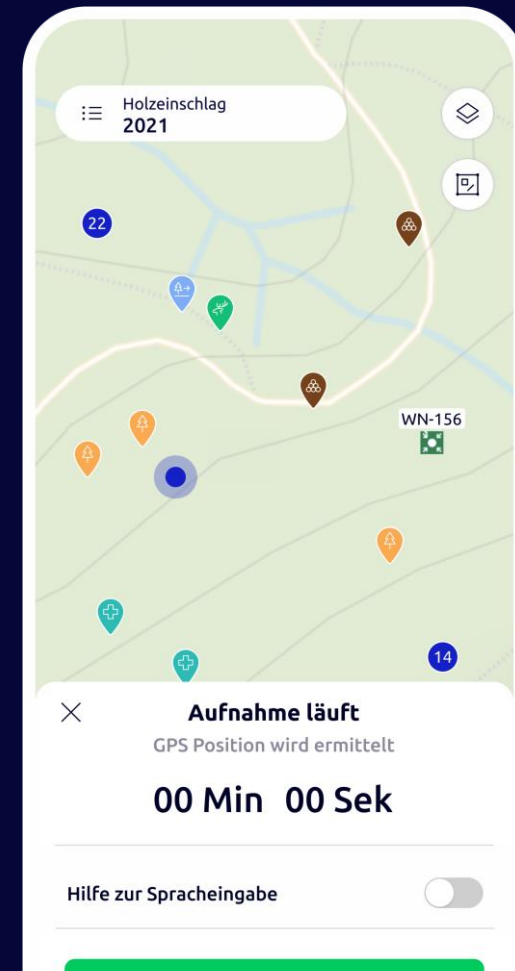 Holzeinschlag
2021
22
WN-156
14
Aufnahme läuft
GPS Position wird ermittelt
00 Min 00 Sek
Hilfe zur Spracheingabe